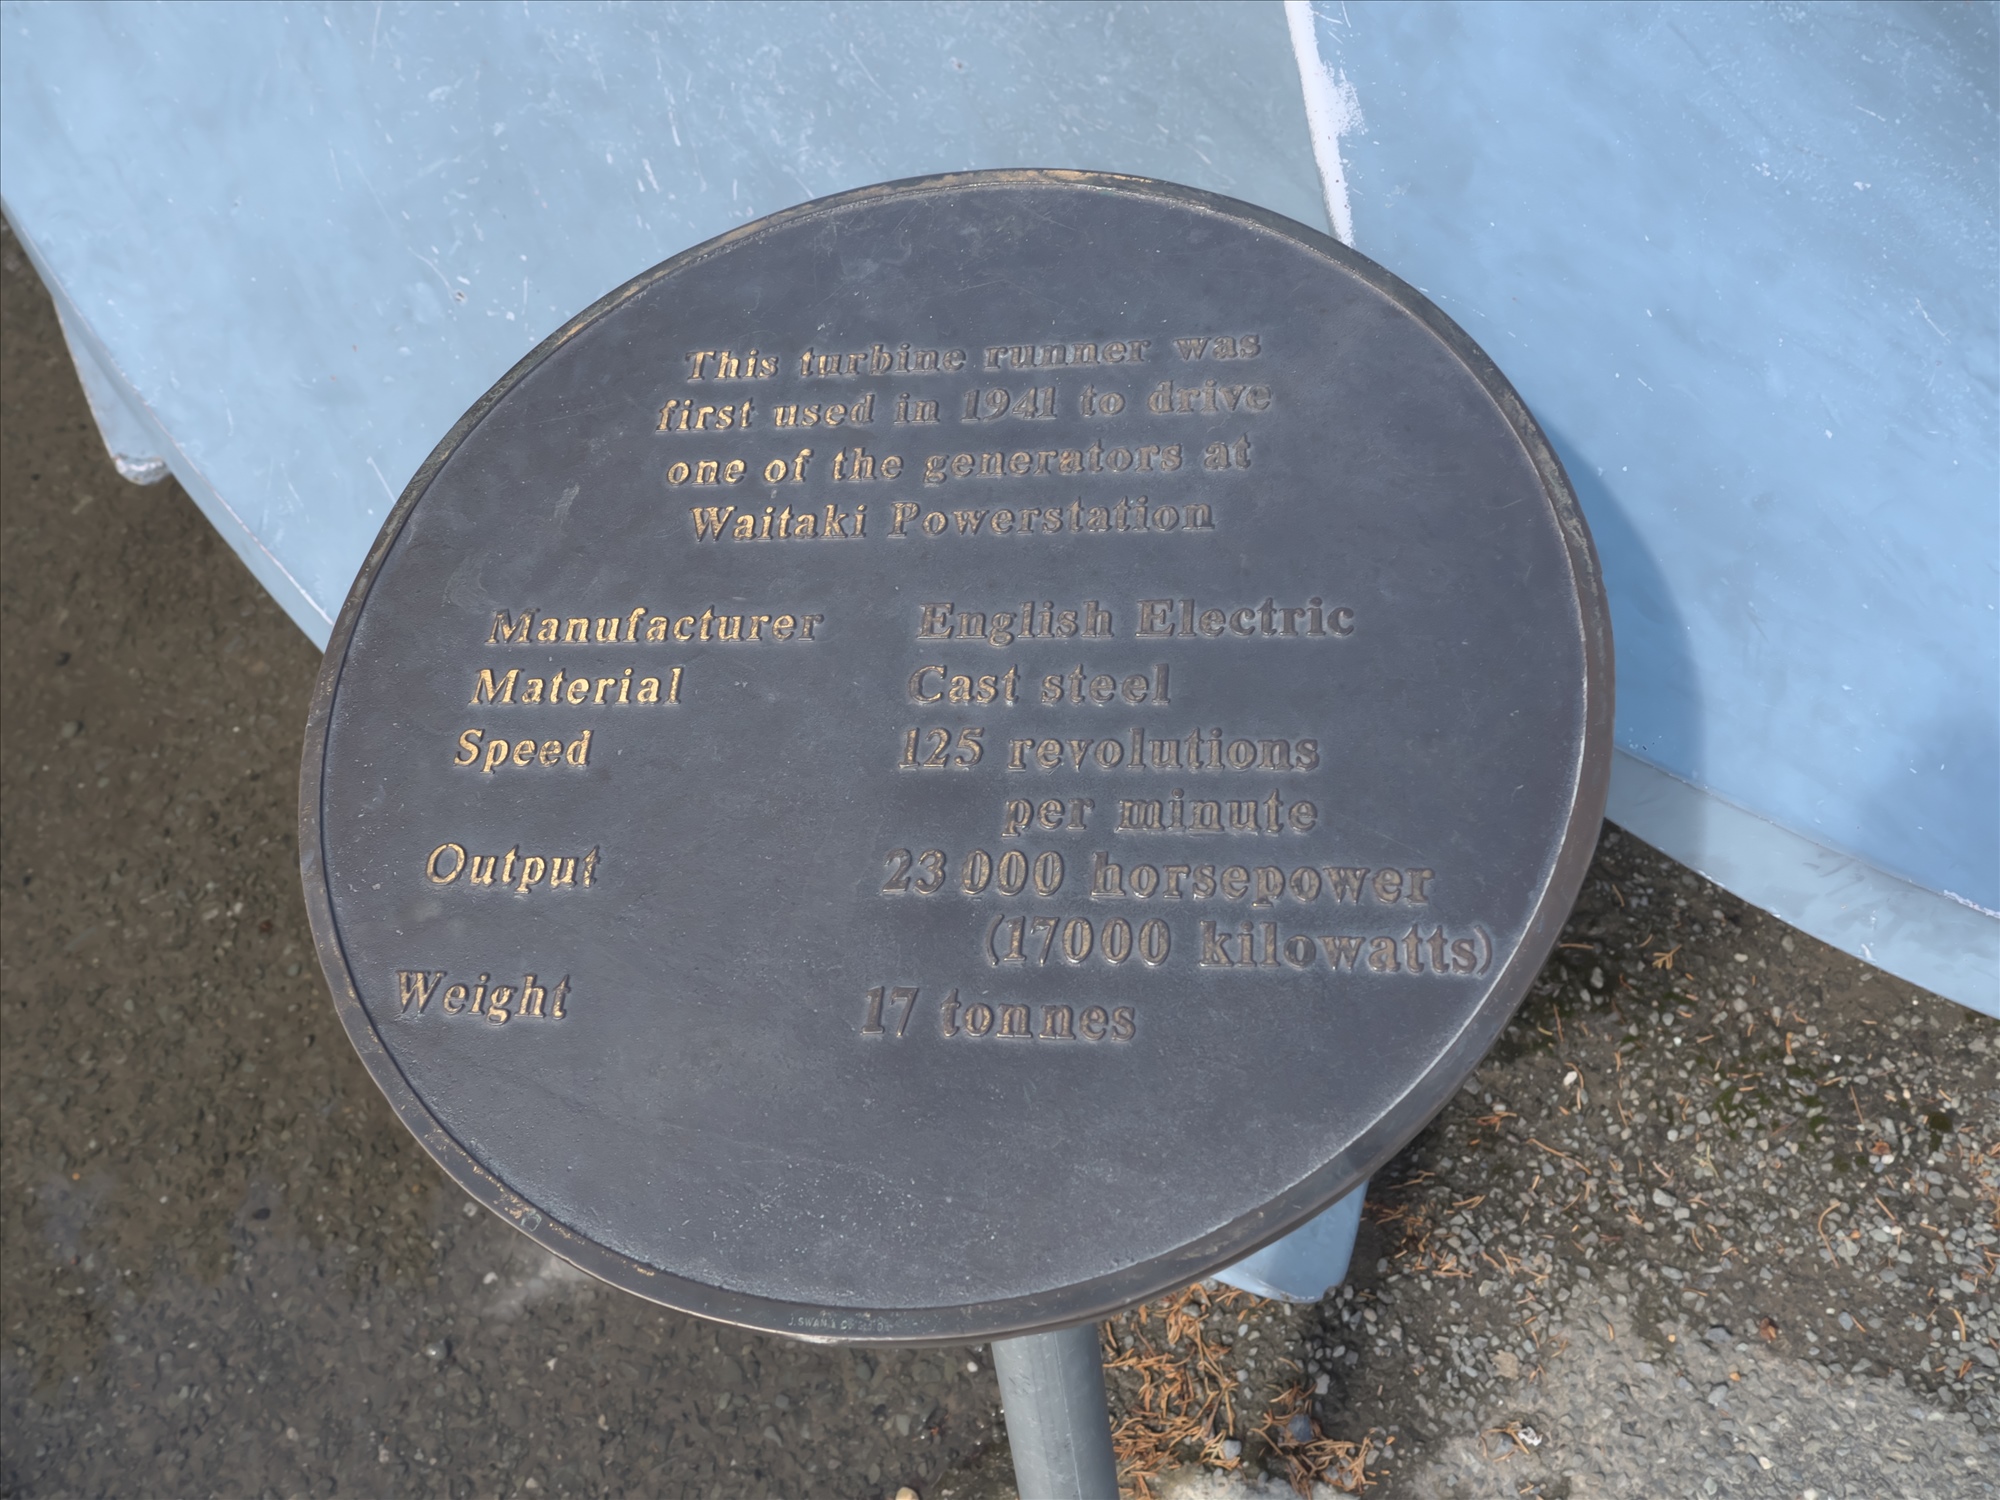 This turbine runner was
first used in 1941 to drive
one of the generators at
Waitaki Powerstation
Manufacturer English Electric
Material Cast steel
Speed 125 revolutions
per minute
Output 23 000 horsepower
(17000 kilowatts)
Weight 17 tonnes
J. SWAN &